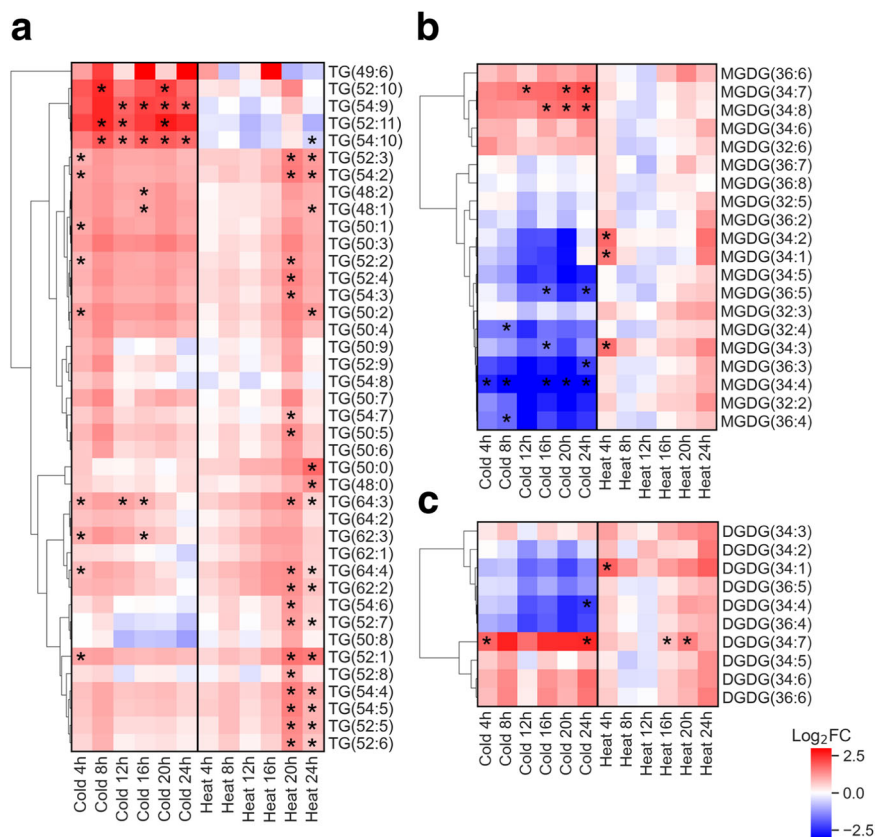 a
TG(49:6)
TG(52:10)
TG(54:9)
TG(52:11)
TG(54:10)
TG(52:3)
TG(54:2)
TG(48:2)
TG(48:1)
TG(50:1)
TG(50:3)
TG(52:2)
TG(52:4)
TG(54:3)
TG(50:2)
TG(50:4)
TG(50:9)
TG(52:9)
TG(54:8)
TG(50:7)
TG(54:7)
TG(50:5)
TG(50:6)
TG(50:0)
TG(48:0)
TG(64:3)
TG(64:2)
TG(62:3)
TG(62:1)
TG(64:4)
TG(62:2)
TG(54:6)
TG(52:7)
TG(50:8)
TG(52:1)
TG(52:8)
TG(54:4)
TG(54:5)
TG(52:5)
TG(52:6)
Cold 4h
Cold 8h
Cold 12h
Cold 16h
Cold 20h
Cold 24h
Heat 4h
Heat 8h
Heat 12h
Heat 16h
Heat 20h
Heat 24h
b
MGDG(36:6)
MGDG(34:7)
MGDG(34:8)
MGDG(34:6)
MGDG(32:6)
MGDG(36:7)
MGDG(36:8)
MGDG(32:5)
MGDG(36:2)
MGDG(34:2)
MGDG(34:1)
MGDG(34:5)
MGDG(36:5)
MGDG(32:3)
MGDG(32:4)
MGDG(34:3)
MGDG(36:3)
MGDG(34:4)
MGDG(32:2)
MGDG(36:4)
Cold 4h
Cold 8h
Cold 12h
Cold 16h
Cold 20h
Cold 24h
Heat 4h
Heat 8h
Heat 12h
Heat 16h
Heat 20h
Heat 24h
c
DGDG(34:3)
DGDG(34:2)
DGDG(34:1)
DGDG(36:5)
DGDG(34:4)
DGDG(36:4)
DGDG(34:7)
DGDG(34:5)
DGDG(34:6)
DGDG(36:6)
Cold 4h
Cold 8h
Cold 12h
Cold 16h
Cold 20h
Cold 24h
Heat 4h
Heat 8h
Heat 12h
Heat 16h
Heat 20h
Heat 24h
Log₂FC
2.5
0.0
−2.5